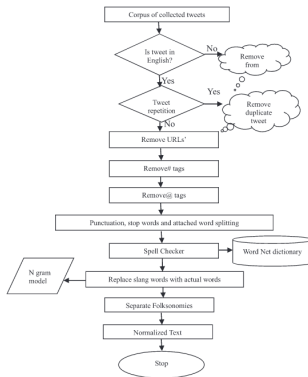 Corpus of collected tweets
Is tweet in
English?
No
Remove
from
Yes
Tweet
repetition
Yes
Remove
duplicate
tweet
No
Remove URLs'
Remove# tags
Remove@ tags
Punctuation, stop words and attached word splitting
Spell Checker
Word Net dictionary
N gram
model
Replace slang words with actual words
Separate Folksonomies
Normalized Text
Stop